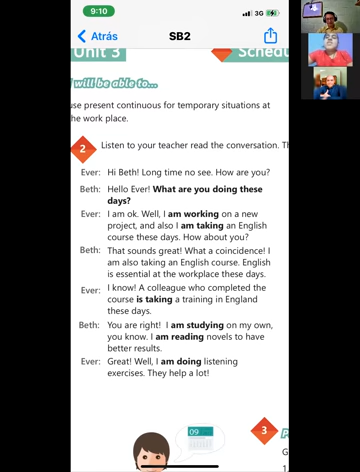 9:10
3G
Atrás
SB2
Unit 3
Schedu
I will be able to...
use present continuous for temporary situations at
the work place.
2
Listen to your teacher read the conversation. Th
Ever: Hi Beth! Long time no see. How are you?
Beth: Hello Ever! What are you doing these
days?
Ever: I am ok. Well, I am working on a new
project, and also I am taking an English
course these days. How about you?
Beth: That sounds great! What a coincidence! I
am also taking an English course. English
is essential at the workplace these days.
Ever: I know! A colleague who completed the
course is taking a training in England
these days.
Beth: You are right! I am studying on my own,
you know. I am reading novels to have
better results.
Ever: Great! Well, I am doing listening
exercises. They help a lot!
09
3
P
G
1